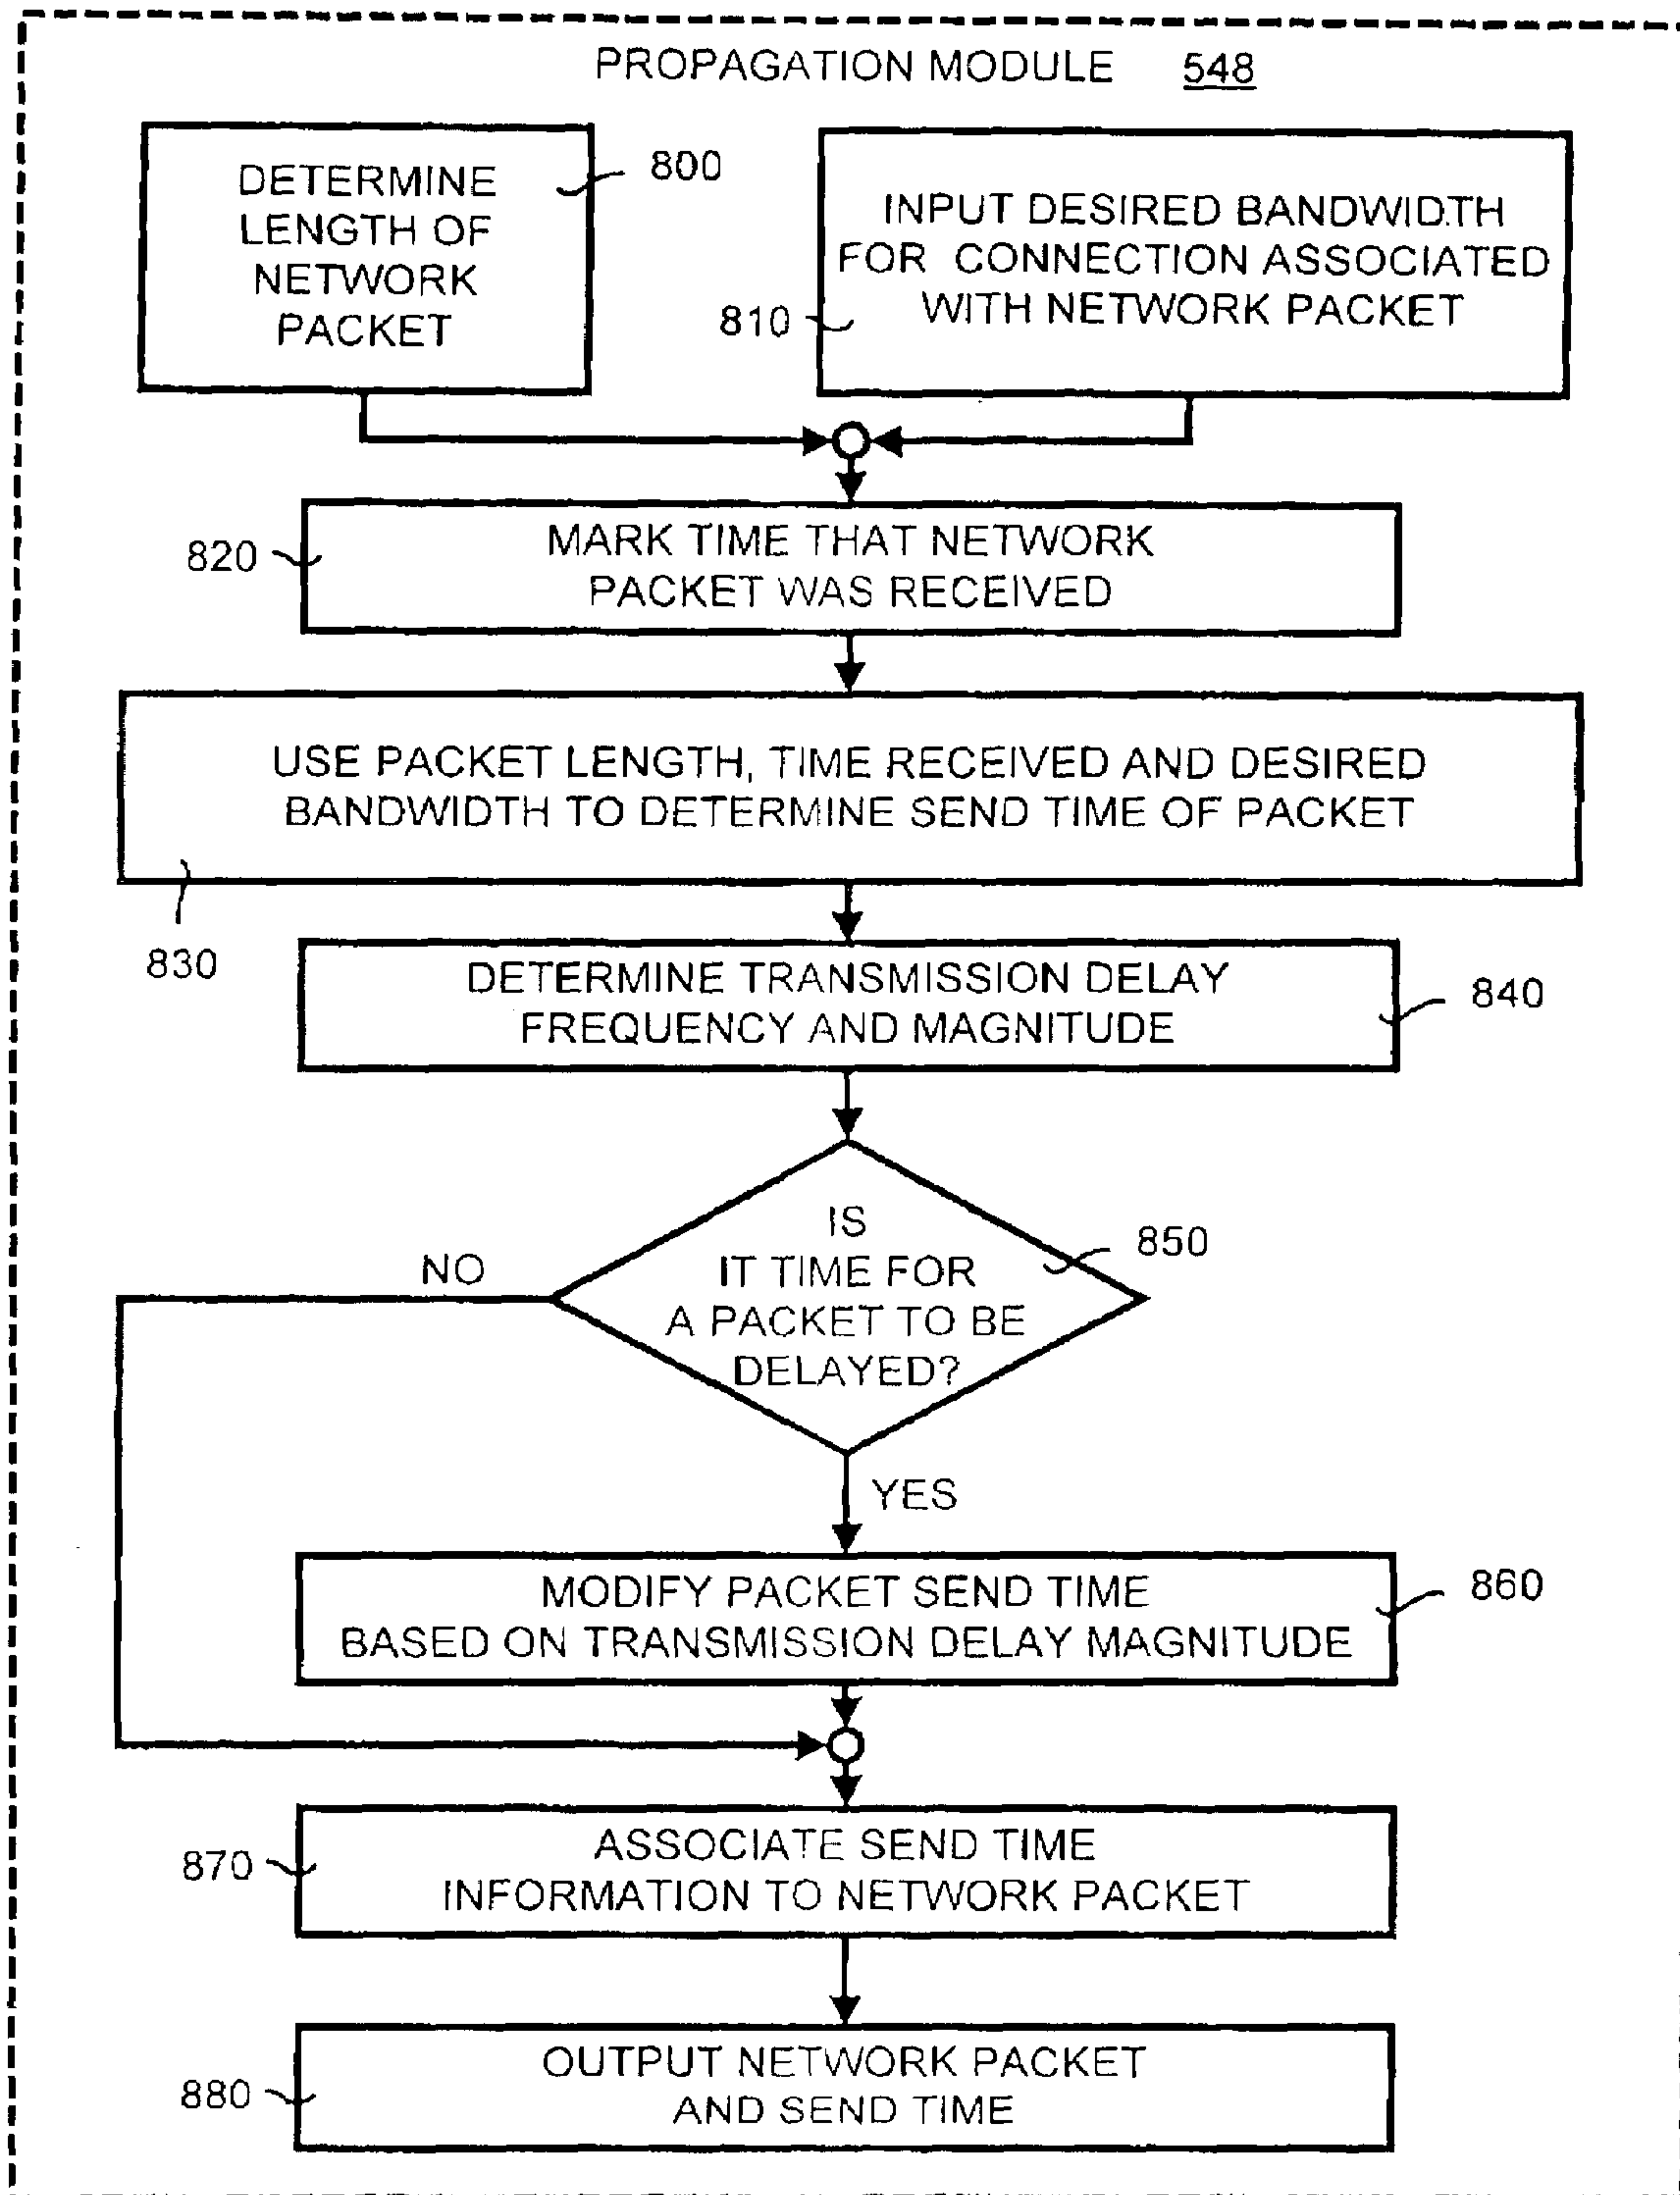 PROPAGATION MODULE 548
DETERMINE
LENGTH OF
NETWORK
PACKET
800
INPUT DESIRED BANDWIDTH
FOR CONNECTION ASSOCIATED
WITH NETWORK PACKET
810
MARK TIME THAT NETWORK
PACKET WAS RECEIVED
820
USE PACKET LENGTH, TIME RECEIVED AND DESIRED
BANDWIDTH TO DETERMINE SEND TIME OF PACKET
830
DETERMINE TRANSMISSION DELAY
FREQUENCY AND MAGNITUDE
840
IS
IT TIME FOR
A PACKET TO BE
DELAYED?
850
NO
YES
MODIFY PACKET SEND TIME
BASED ON TRANSMISSION DELAY MAGNITUDE
860
ASSOCIATE SEND TIME
INFORMATION TO NETWORK PACKET
870
OUTPUT NETWORK PACKET
AND SEND TIME
880